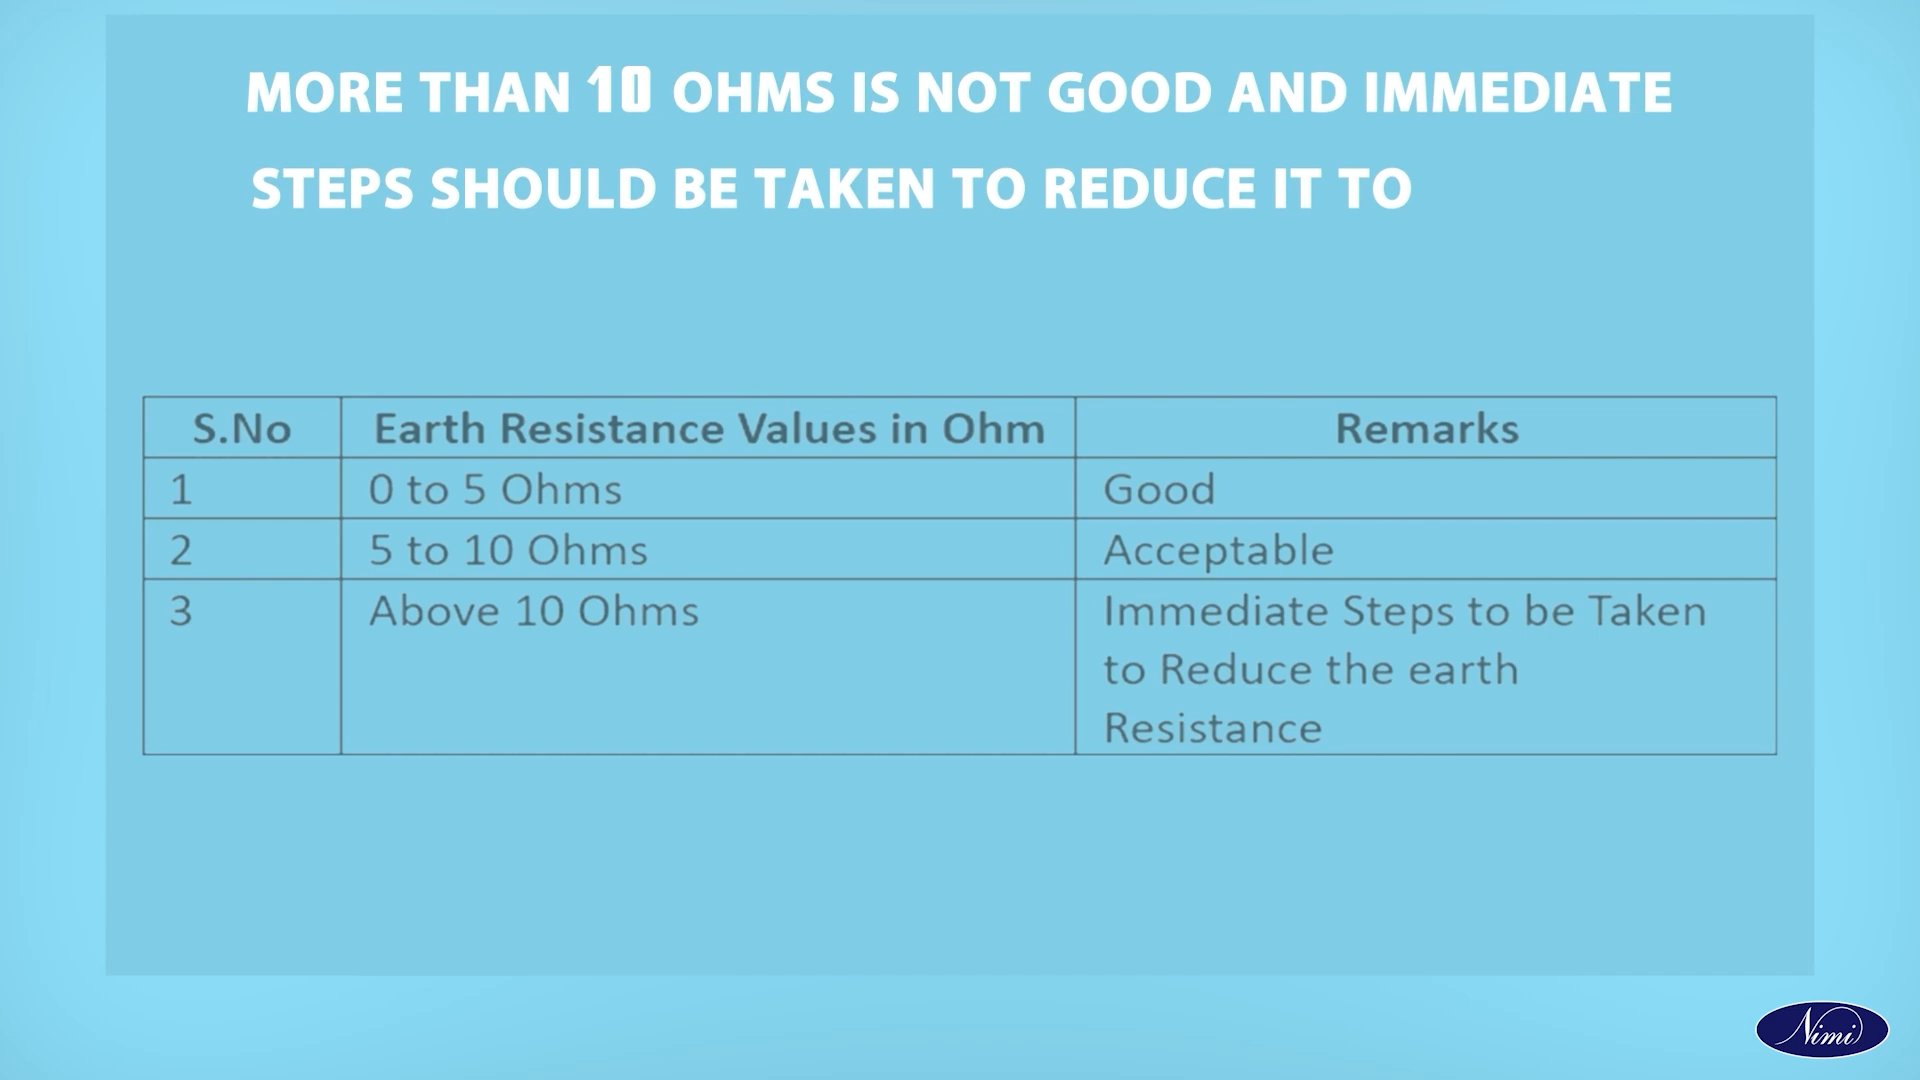 MORE THAN 10 OHMS IS NOT GOOD AND IMMEDIATE
STEPS SHOULD BE TAKEN TO REDUCE IT TO
S.No Earth Resistance Values in Ohm Remarks
1 0 to 5 Ohms Good
2 5 to 10 Ohms Acceptable
3 Above 10 Ohms Immediate Steps to be Taken
to Reduce the earth
Resistance
Nimi